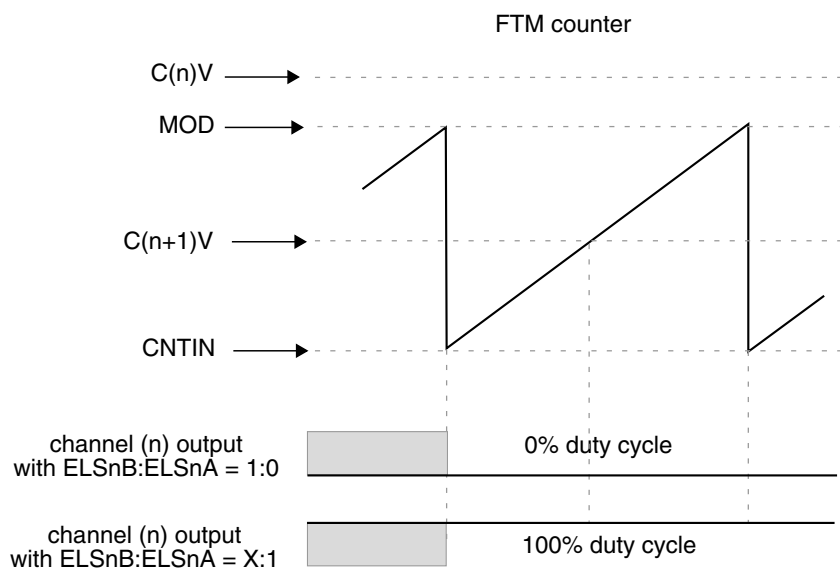 FTM counter
C(n)V
MOD
C(n+1)V
CNTIN
channel (n) output
with ELSnB:ELSnA = 1:0
0% duty cycle
channel (n) output
with ELSnB:ELSnA = X:1
100% duty cycle